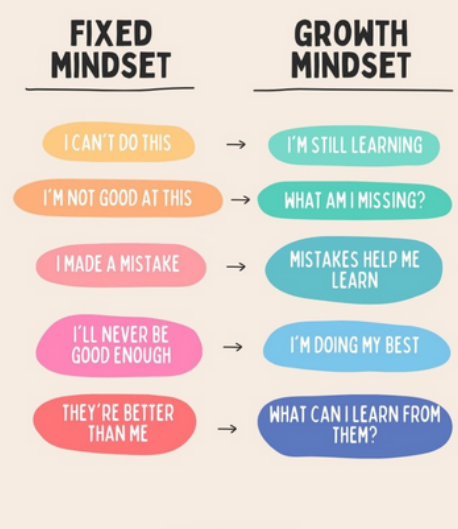 FIXED
MINDSET
GROWTH
MINDSET
I CAN'T DO THIS
I'M STILL LEARNING
I'M NOT GOOD AT THIS
WHAT AM I MISSING?
I MADE A MISTAKE
MISTAKES HELP ME
LEARN
I'LL NEVER BE
GOOD ENOUGH
I'M DOING MY BEST
THEY'RE BETTER
THAN ME
WHAT CAN I LEARN FROM
THEM?